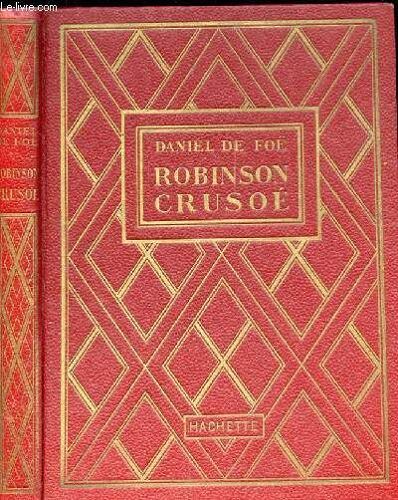 © Le-livre.com
DANIEL
DE FOE
ROBINSON
CRUSOÉ
DANIEL DE FOE
ROBINSON
CRUSOÉ
HACHETTE